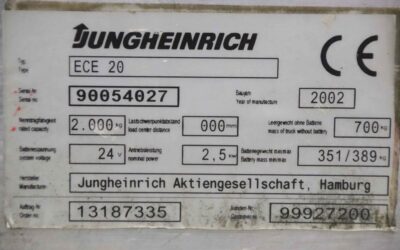 JUNGHEINRICH CE
Typ
Type ECE 20
Serien-Nr
Serial-no 90054027 Baujahr
Year of manufacture 2002
Nenntragfähigkeit
rated capacity 2.000 kg Lastschwerpunktabstand
load center distance 000 mm Leergewicht ohne Batterie
mass of truck without battery 700 kg
Batteriespannung
system voltage 24 V Antriebsleistung
nominal power 2,5 kW Batteriegewicht min/max
Battery mass min/max 351/389 kg
Hersteller
Manufacturer Jungheinrich Aktiengesellschaft, Hamburg
Auftrag Nr
Order no 13187335 99927200